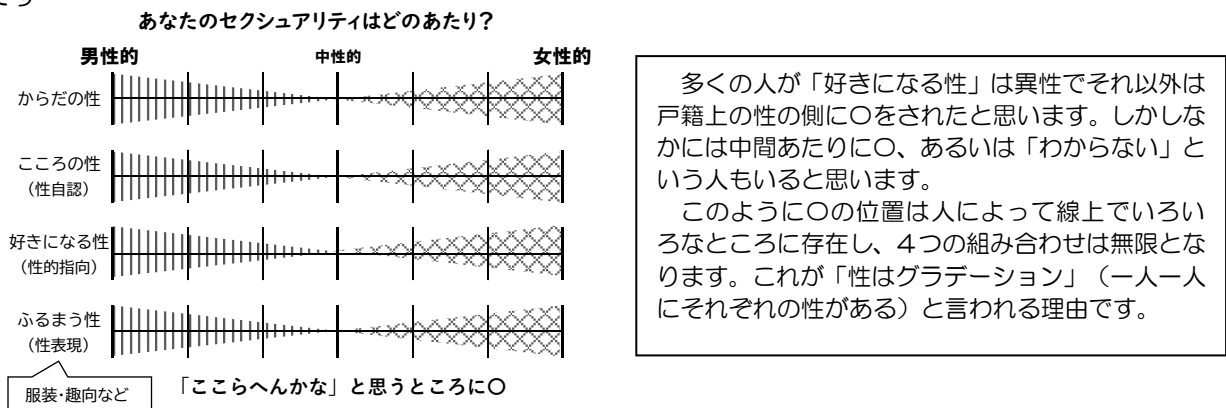 あなたのセクシュアリティはどのあたり？
男性的 中性的 女性的
からだの性
こころの性
（性自認）
好きになる性
（性的指向）
ふるまう性
（性表現）
服装・趣向など
「ここらへんかな」と思うところに〇
多くの人が「好きになる性」は異性でそれ以外は
戸籍上の性の側に〇をされたと思います。しかしな
かには中間あたりに〇、あるいは「わからない」と
いう人もいると思います。
このように〇の位置は人によって線上でいろい
ろなところに存在し、４つの組み合わせは無限とな
ります。これが「性はグラデーション」（一人一人
にそれぞれの性がある）と言われる理由です。